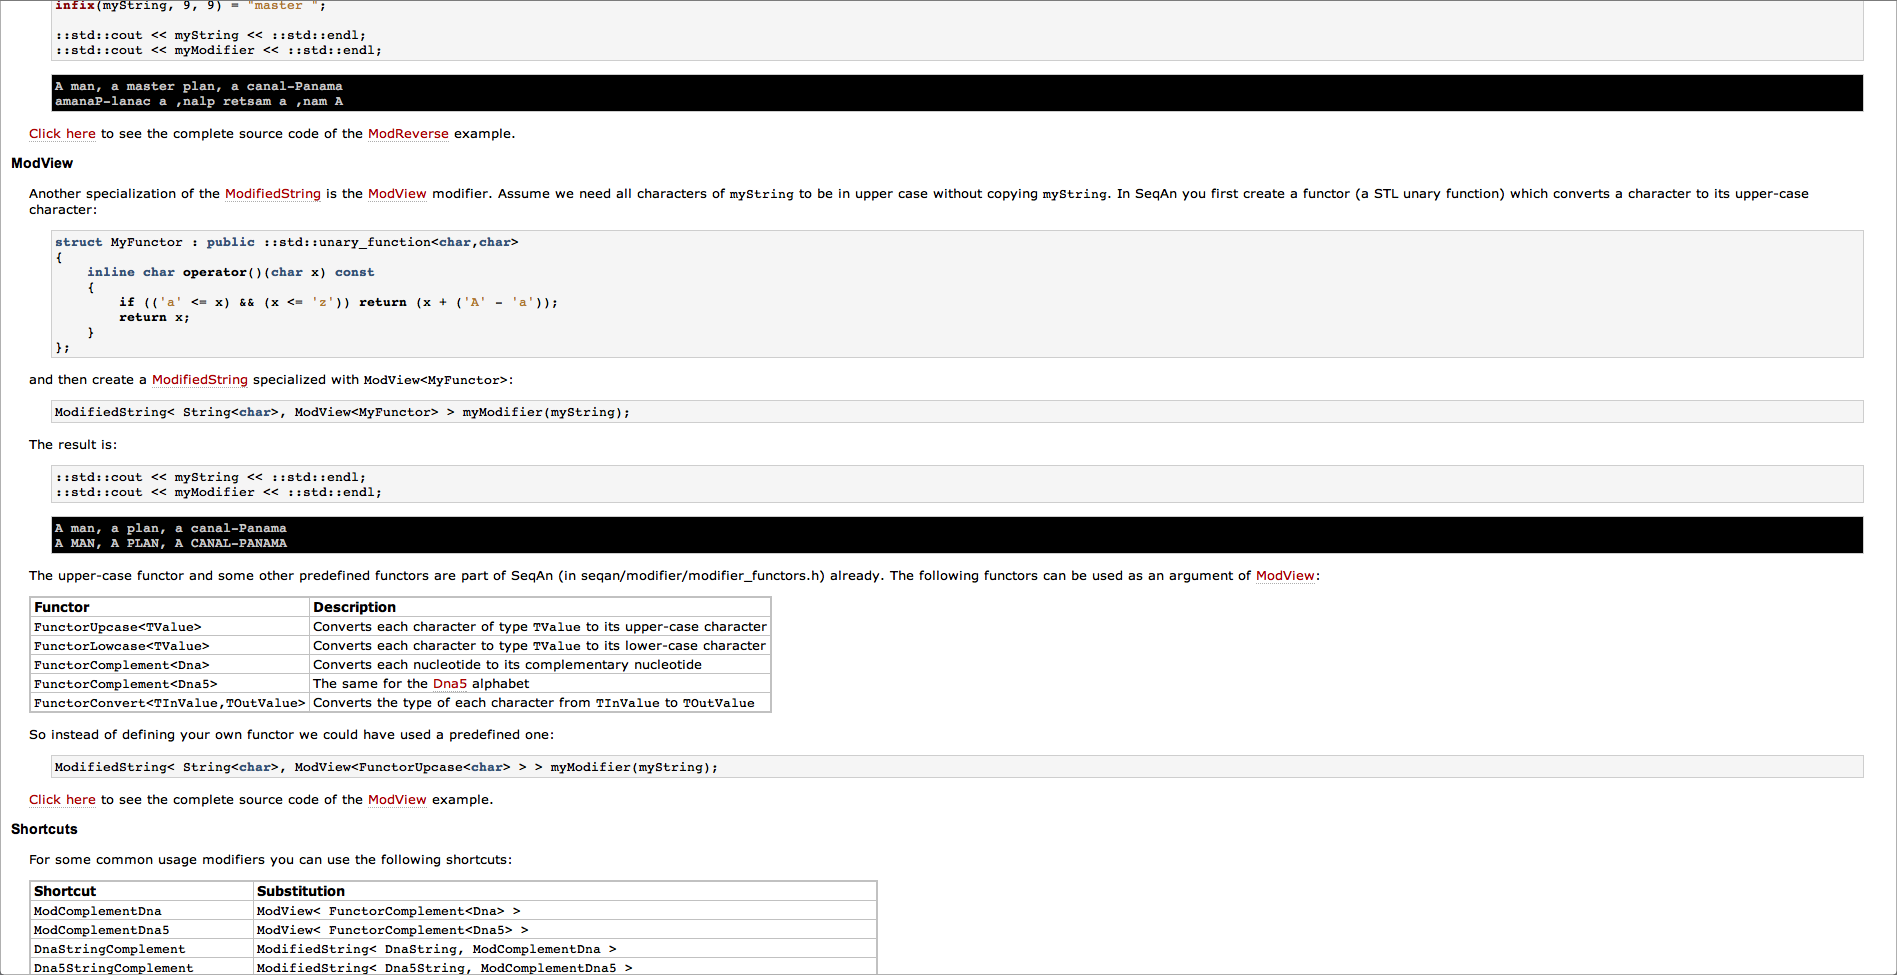 infix(myString, 9, 9) = "master ";
::std::cout << myString << ::std::endl;
::std::cout << myModifier << ::std::endl;
A man, a master plan, a canal-Panama
amanaP-lanac a ,nalp retsam a ,nam A
Click here to see the complete source code of the ModReverse example.
ModView
Another specialization of the ModifiedString is the ModView modifier. Assume we need all characters of myString to be in upper case without copying myString. In SeqAn you first create a functor (a STL unary function) which converts a character to its upper-case
character:
struct MyFunctor : public ::std::unary_function<char,char>
{
    inline char operator()(char x) const
    {
        if (('a' <= x) && (x <= 'z')) return (x + ('A' - 'a'));
        return x;
    }
};
and then create a ModifiedString specialized with ModView<MyFunctor>:
ModifiedString< String<char>, ModView<MyFunctor> > myModifier(myString);
The result is:
::std::cout << myString << ::std::endl;
::std::cout << myModifier << ::std::endl;
A man, a plan, a canal-Panama
A MAN, A PLAN, A CANAL-PANAMA
The upper-case functor and some other predefined functors are part of SeqAn (in seqan/modifier/modifier_functors.h) already. The following functors can be used as an argument of ModView:
Functor Description
FunctorUpcase<TValue> Converts each character of type TValue to its upper-case character
FunctorLowcase<TValue> Converts each character to type TValue to its lower-case character
FunctorComplement<Dna> Converts each nucleotide to its complementary nucleotide
FunctorComplement<Dna5> The same for the Dna5 alphabet
FunctorConvert<TInValue,TOutValue> Converts the type of each character from TInValue to TOutValue
So instead of defining your own functor we could have used a predefined one:
ModifiedString< String<char>, ModView<FunctorUpcase<char> > > myModifier(myString);
Click here to see the complete source code of the ModView example.
Shortcuts
For some common usage modifiers you can use the following shortcuts:
Shortcut Substitution
ModComplementDna ModView< FunctorComplement<Dna> >
ModComplementDna5 ModView< FunctorComplement<Dna5> >
DnaStringComplement ModifiedString< DnaString, ModComplementDna >
Dna5StringComplement ModifiedString< Dna5String, ModComplementDna5 >